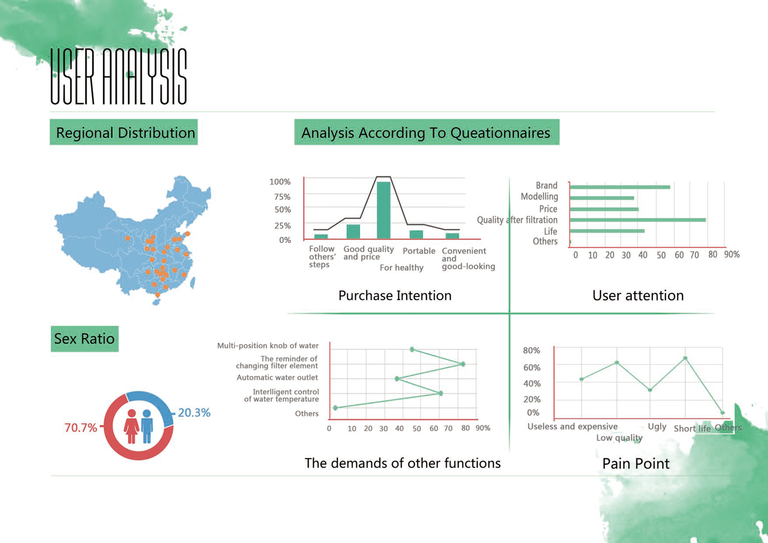 USER ANALYSIS
Regional Distribution
Analysis According To Queationnaires
100%
75%
50%
25%
0%
Follow
others'
steps
Good quality
and price
For healthy
Portable
Convenient
and
good-looking
Purchase Intention
Brand
Modelling
Price
Quality after filtration
Life
Others
0 10 20 30 40 50 60 70 80 90%
User attention
Sex Ratio
70.7%
20.3%
Multi-position knob of water
The reminder of
changing filter element
Automatic water outlet
Interlligent control
of water temperature
Others
0 10 20 30 40 50 60 70 80 90%
The demands of other functions
80%
60%
40%
20%
0%
Useless and expensive
Low quality
Ugly
Short life
Others
Pain Point